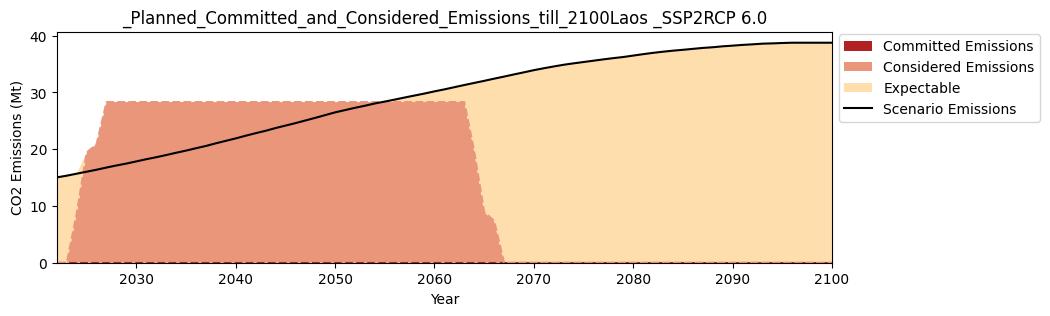 _Planned_Committed_and_Considered_Emissions_till_2100Laos _SSP2RCP 6.0
CO2 Emissions (Mt)
40
30
20
10
0
2030 2040 2050 2060 2070 2080 2090 2100
Year
Committed Emissions
Considered Emissions
Expectable
Scenario Emissions